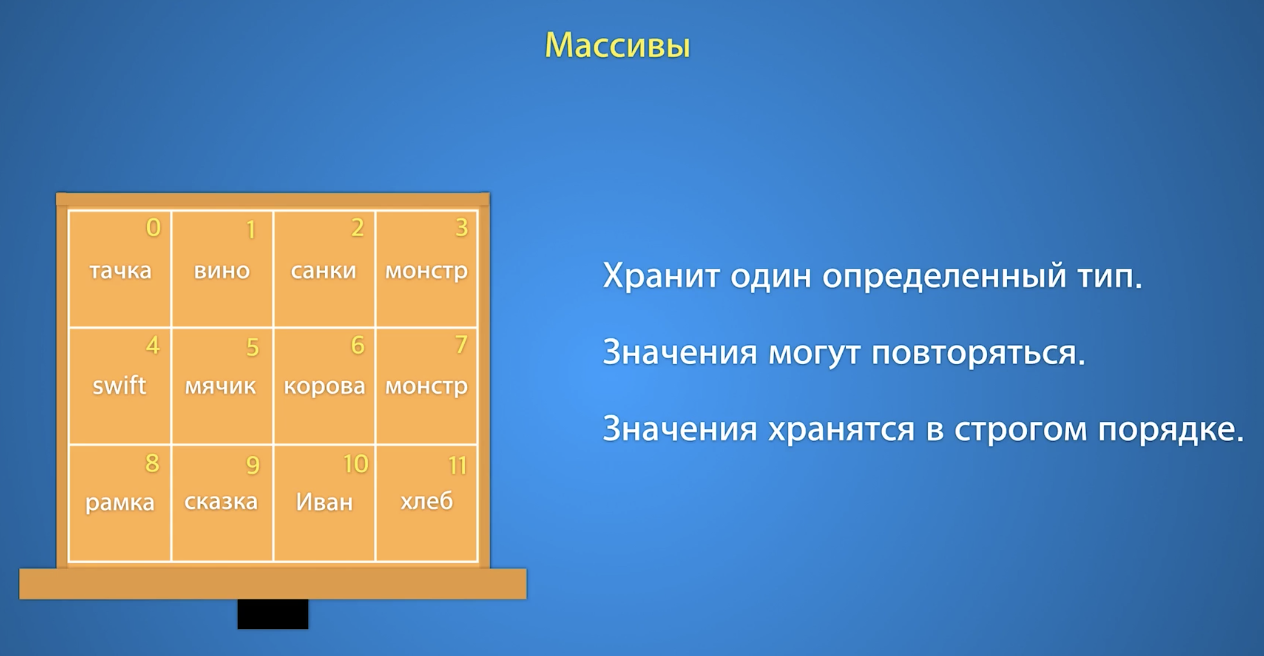 Массивы
0 1 2 3
тачка вино санки монстр
4 5 6 7
swift мячик корова монстр
8 9 10 11
рамка сказка Иван хлеб
Хранит один определенный тип.
Значения могут повторяться.
Значения хранятся в строгом порядке.